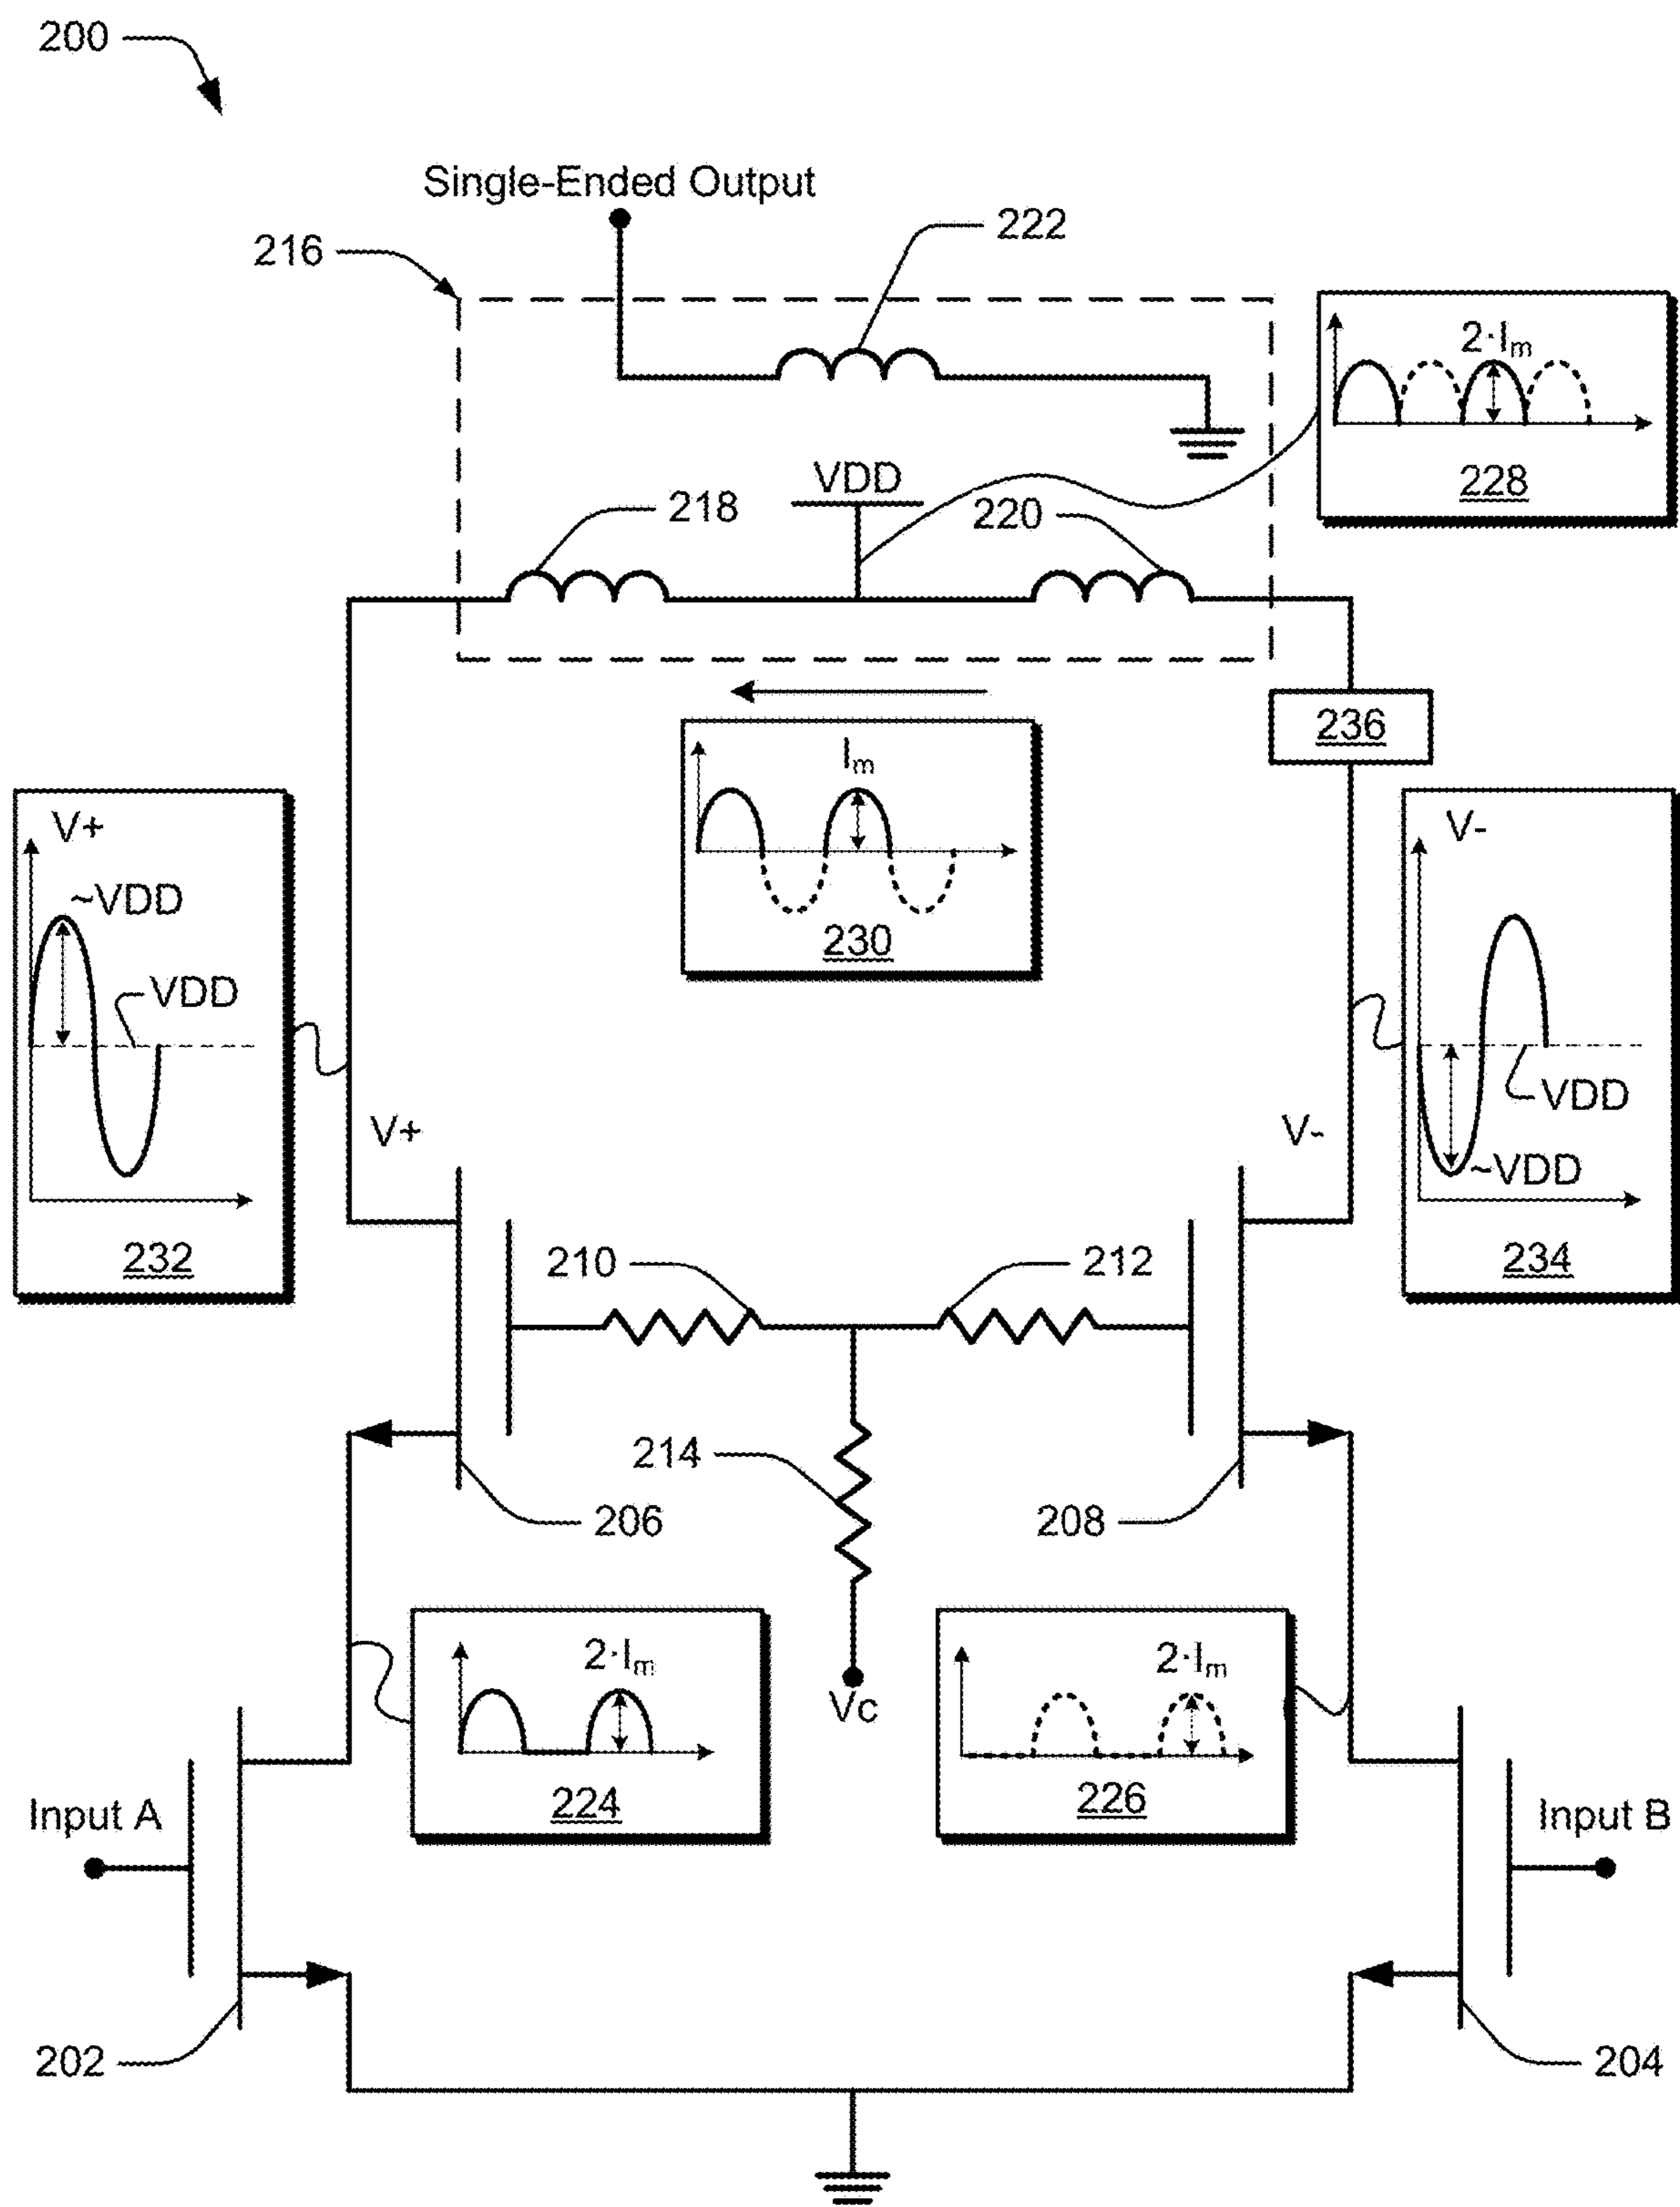 200
Single-Ended Output
222
216
2·Im
228
VDD
218
220
236
Im
230
V+
~VDD
VDD
232
V-
VDD
~VDD
234
V+
V-
210
212
214
206
208
2·Im
224
Vc
2·Im
226
Input A
Input B
202
204